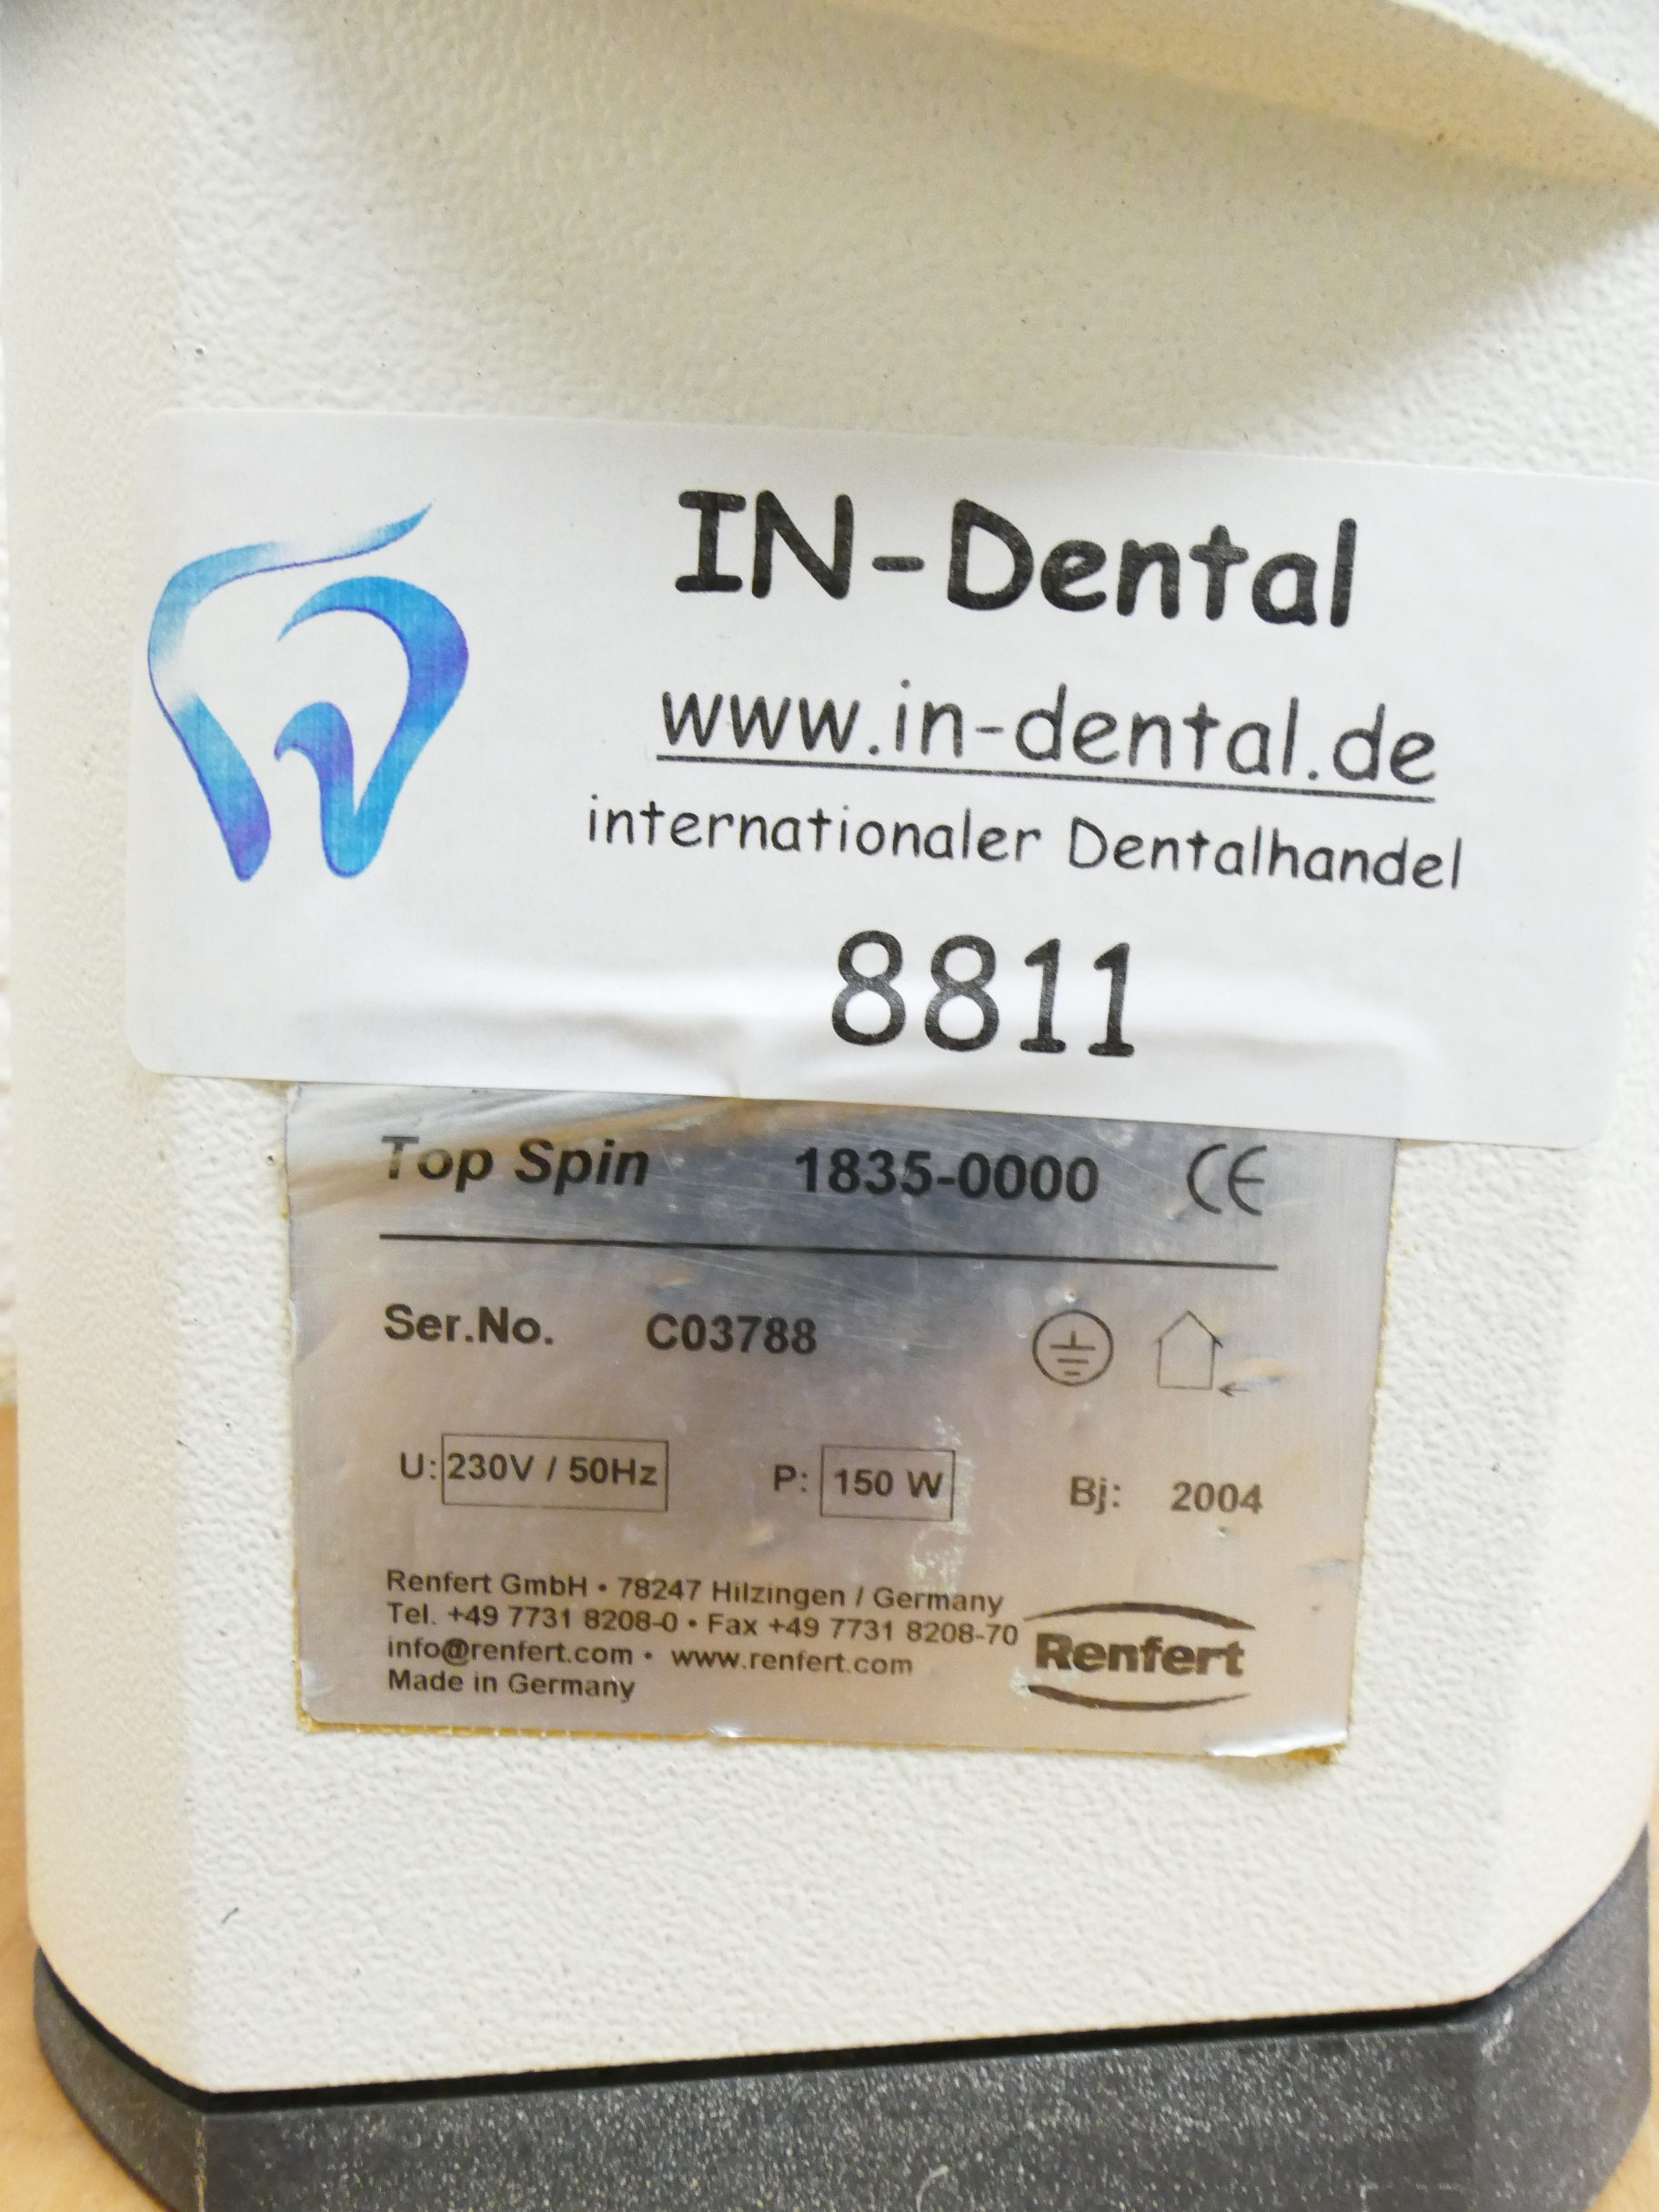 IN-Dental
www.in-dental.de
internationaler Dentalhandel
8811
Top Spin 1835-0000 CE
Ser.No. C03788
U: 230V / 50Hz P: 150 W Bj: 2004
Renfert GmbH • 78247 Hilzingen / Germany
Tel. +49 7731 8208-0 • Fax +49 7731 8208-70
info@renfert.com • www.renfert.com
Made in Germany
Renfert